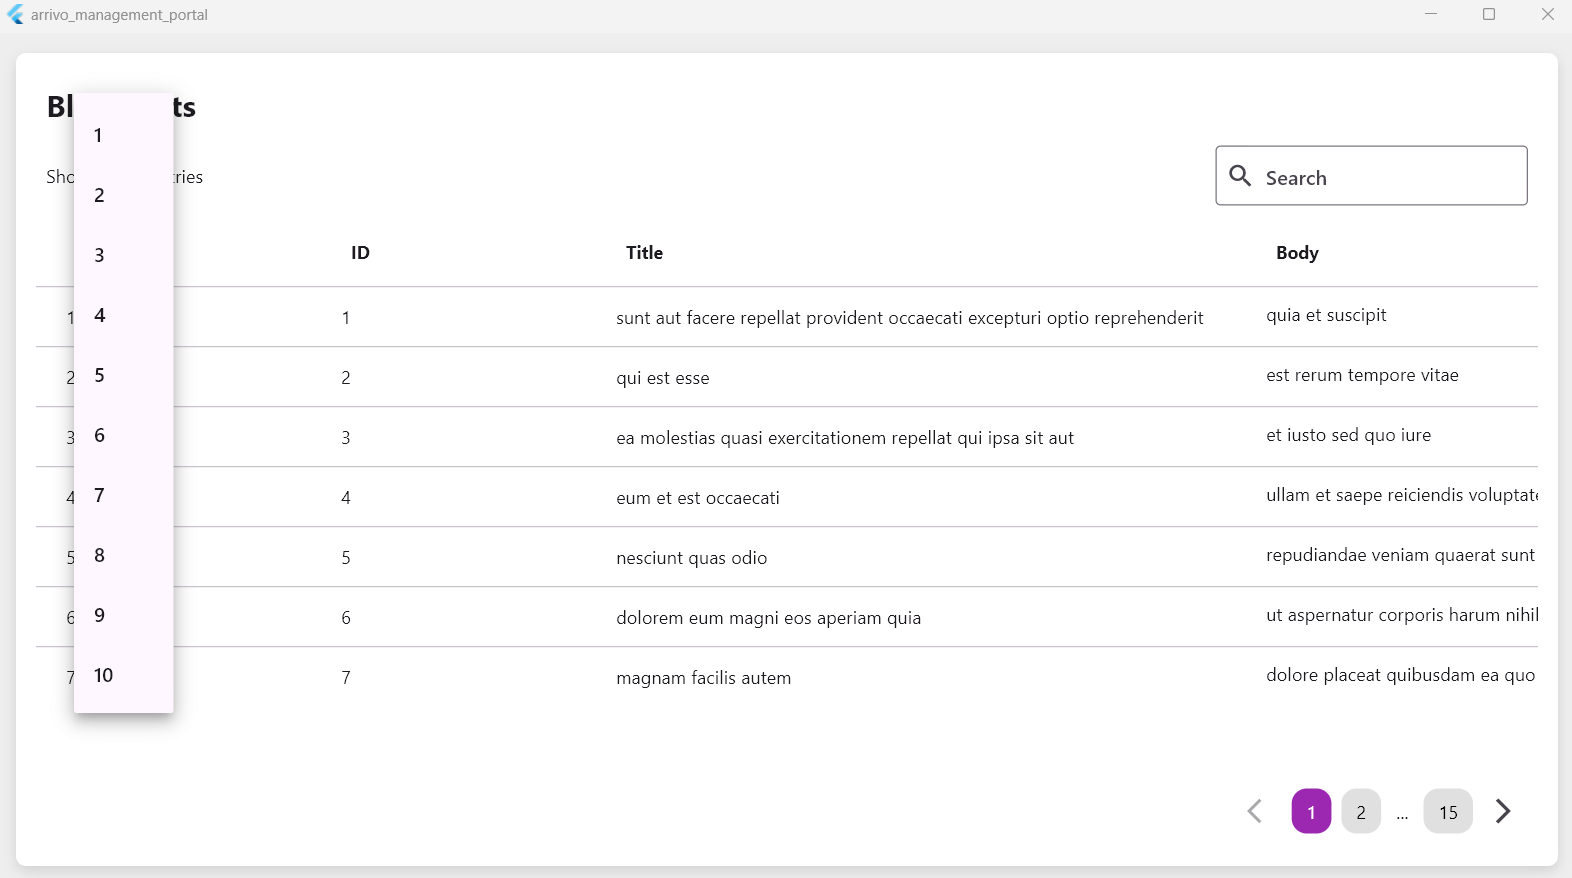 arrivo_management_portal
Bl ts
Sho ries
Search
ID Title Body
1 1 sunt aut facere repellat provident occaecati excepturi optio reprehenderit quia et suscipit
2 2 qui est esse est rerum tempore vitae
3 3 ea molestias quasi exercitationem repellat qui ipsa sit aut et iusto sed quo iure
4 4 eum et est occaecati ullam et saepe reiciendis voluptate
5 5 nesciunt quas odio repudiandae veniam quaerat sunt
6 6 dolorem eum magni eos aperiam quia ut aspernatur corporis harum nihil
7 7 magnam facilis autem dolore placeat quibusdam ea quo
1
2
3
4
5
6
7
8
9
10
1 2 ... 15